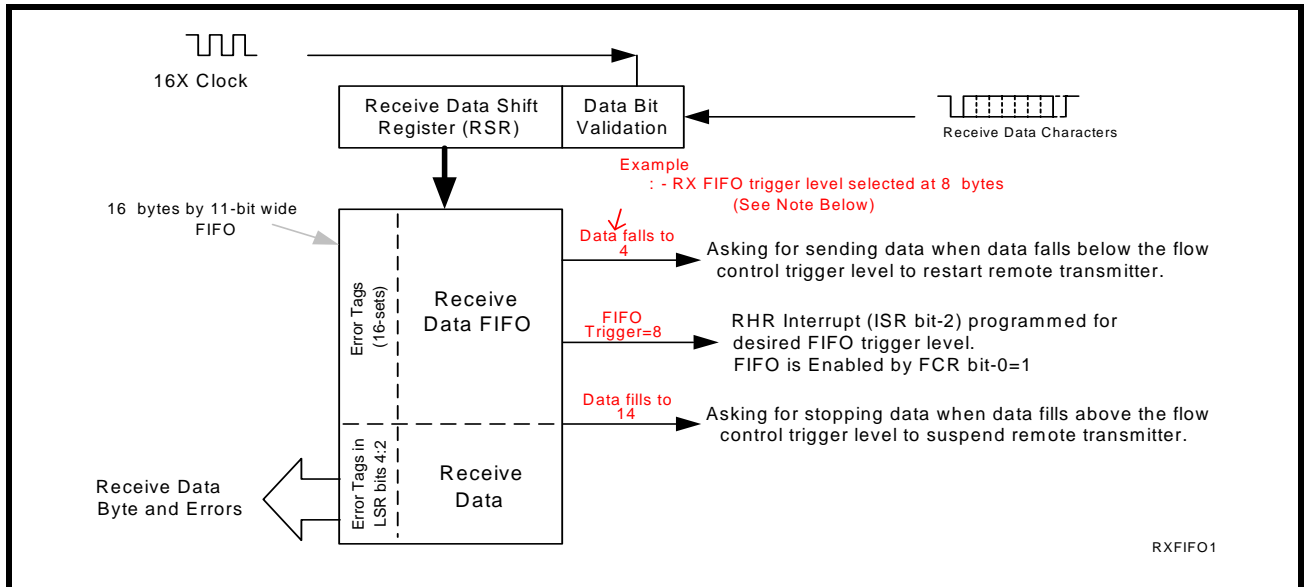 16X Clock
Receive Data Shift
Register (RSR)
Data Bit
Validation
Receive Data Characters
Example
: - RX FIFO trigger level selected at 8 bytes
(See Note Below)
16 bytes by 11-bit wide
FIFO
Data falls to
4
Asking for sending data when data falls below the flow
control trigger level to restart remote transmitter.
Error Tags
(16-sets)
Receive
Data FIFO
FIFO
Trigger=8
RHR Interrupt (ISR bit-2) programmed for
desired FIFO trigger level.
FIFO is Enabled by FCR bit-0=1
Data fills to
14
Asking for stopping data when data fills above the flow
control trigger level to suspend remote transmitter.
Error Tags in
LSR bits 4:2
Receive
Data
Receive Data
Byte and Errors
RXFIFO1